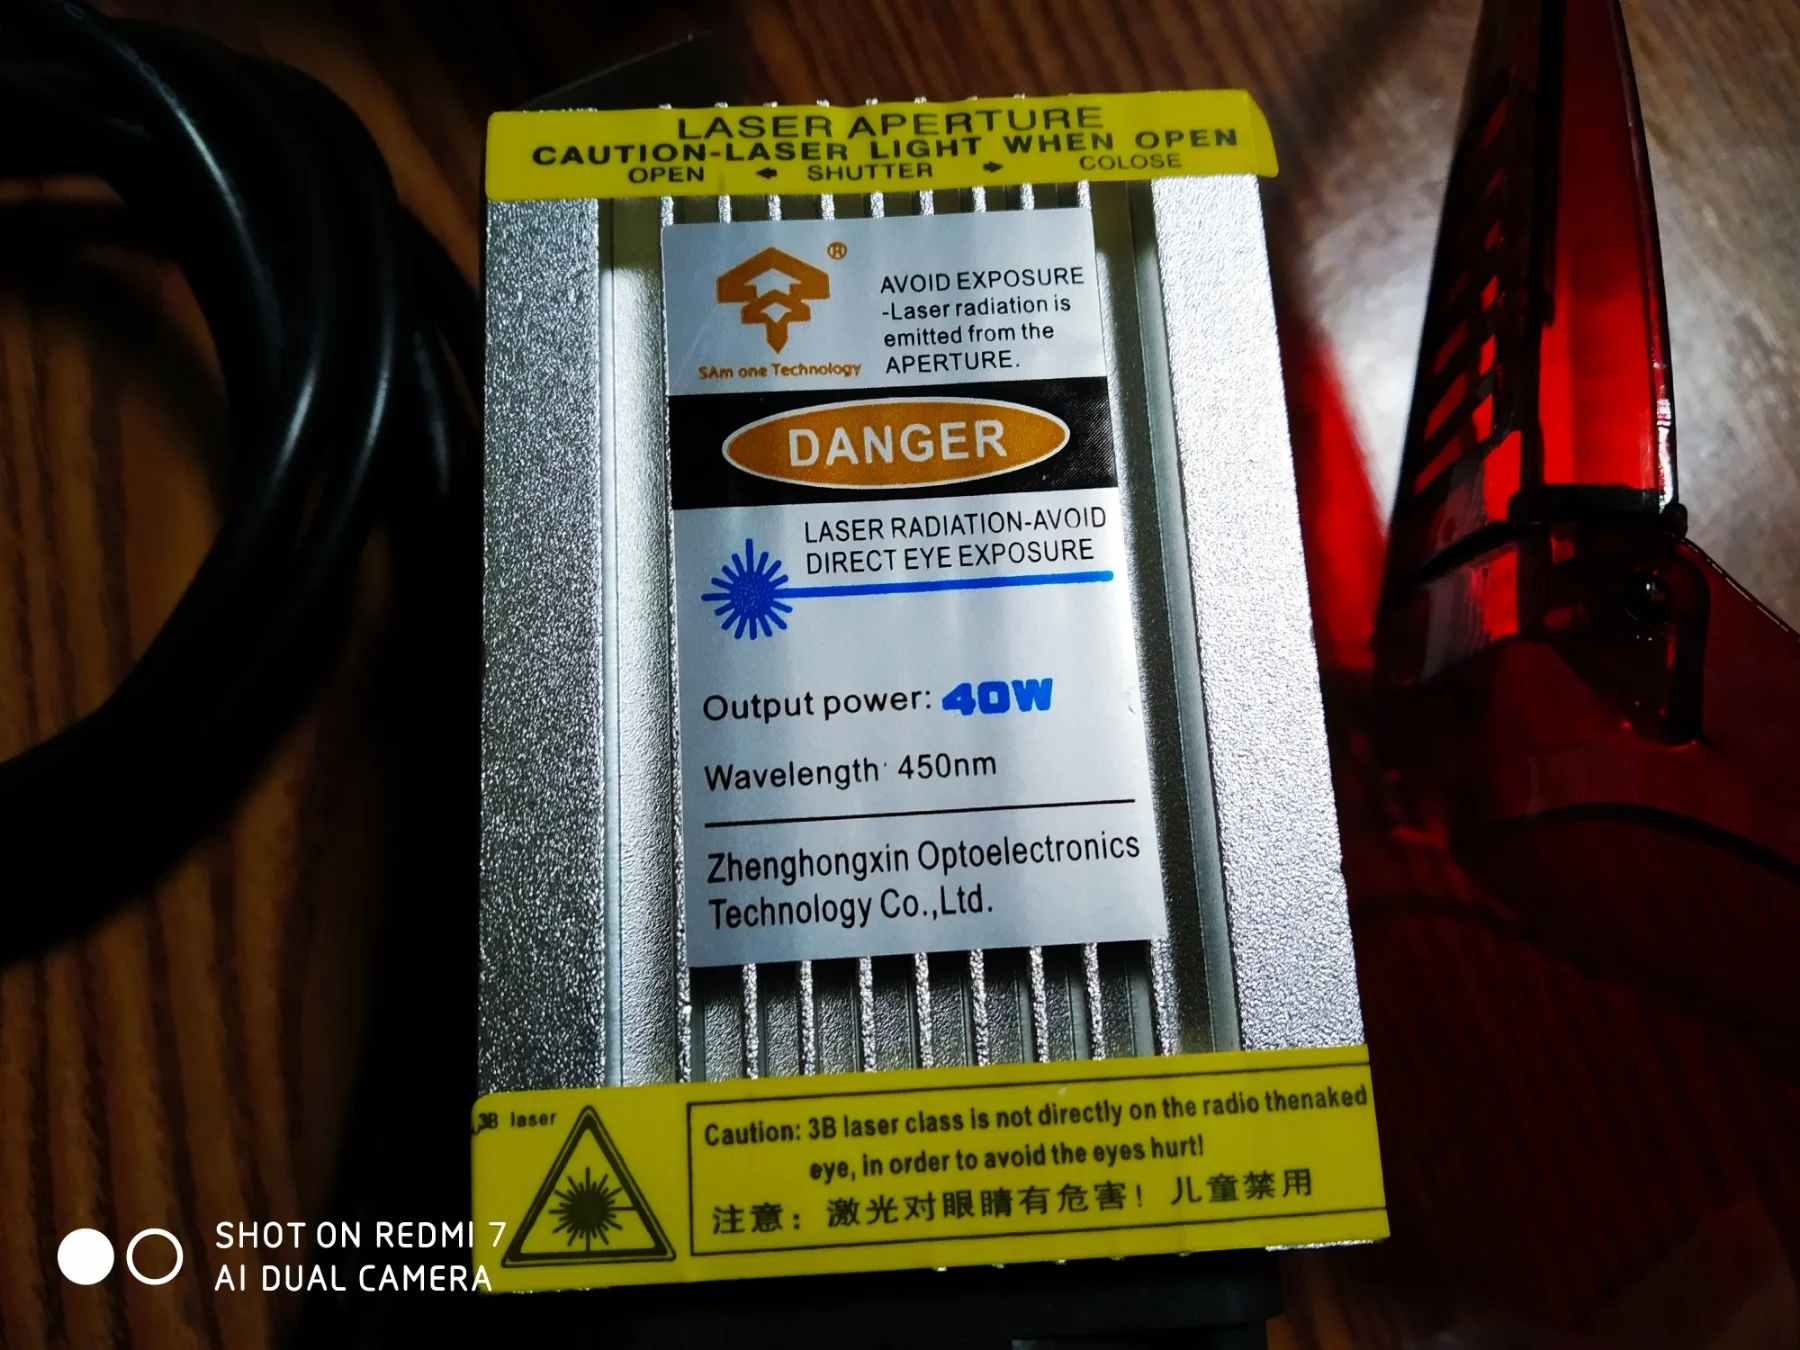 LASER APERTURE
CAUTION-LASER LIGHT WHEN OPEN
OPEN ← SHUTTER → COLOSE
®
SAm one Technology
AVOID EXPOSURE
-Laser radiation is
emitted from the
APERTURE.
DANGER
LASER RADIATION-AVOID
DIRECT EYE EXPOSURE
Output power: 40W
Wavelength: 450nm
Zhenghongxin Optoelectronics
Technology Co.,Ltd.
3B laser
Caution: 3B laser class is not directly on the radio thenaked
eye, in order to avoid the eyes hurt!
注意：激光对眼睛有危害！儿童禁用
SHOT ON REDMI 7
AI DUAL CAMERA